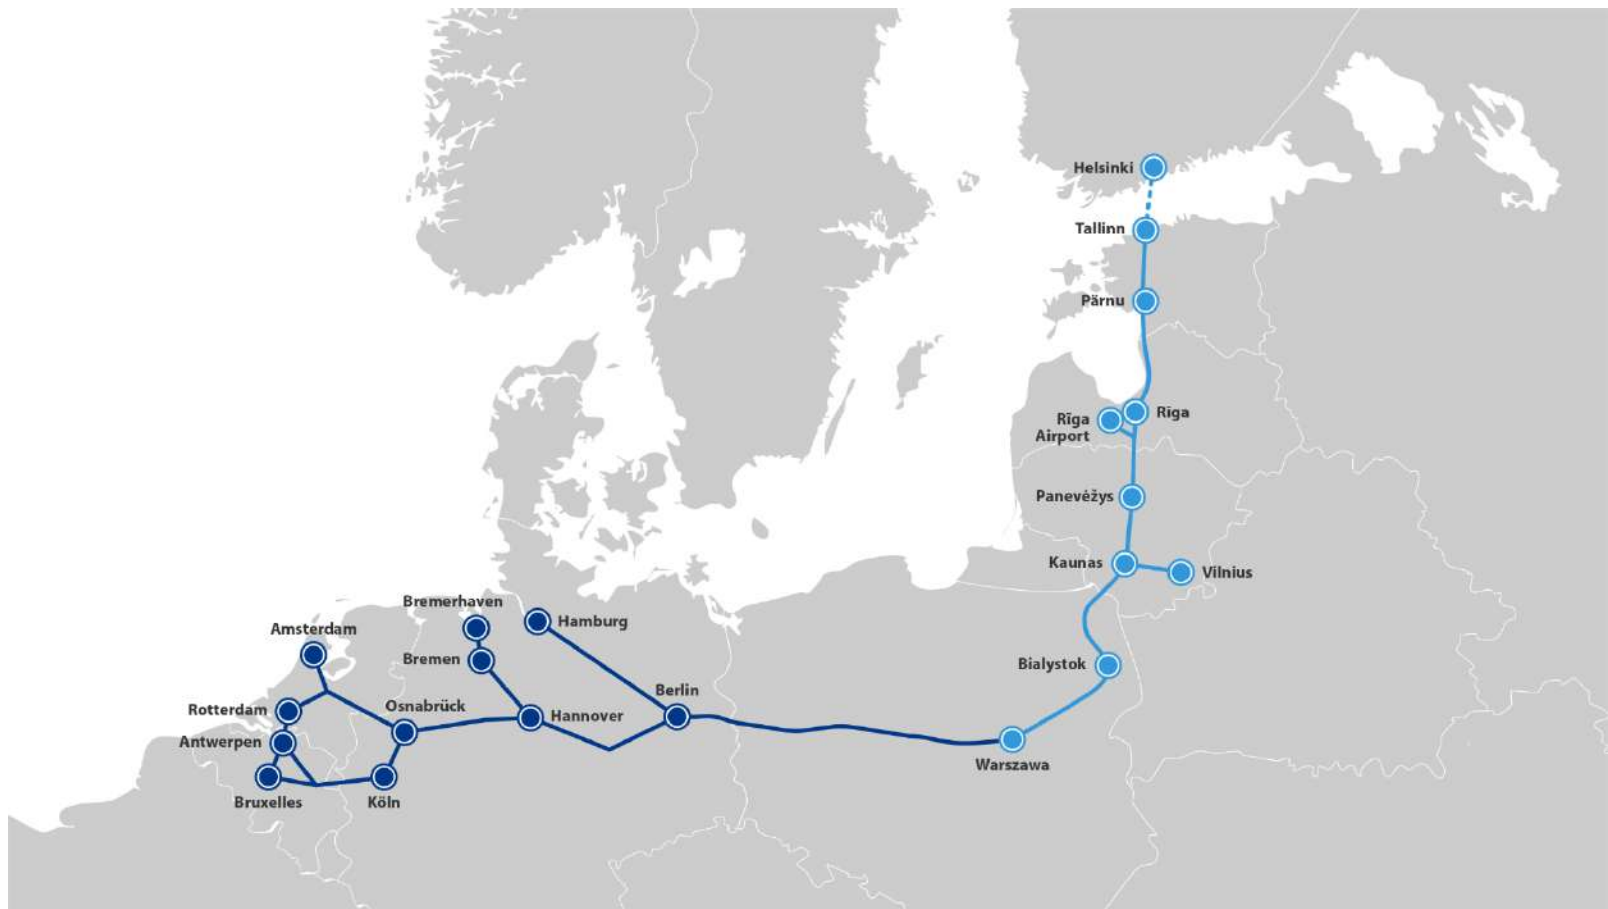 Helsinki
Tallinn
Pärnu
Rīga
Rīga
Airport
Panevėžys
Kaunas
Vilnius
Bremerhaven
Hamburg
Amsterdam
Bremen
Bialystok
Berlin
Osnabrück
Rotterdam
Hannover
Antwerpen
Warszawa
Bruxelles
Köln